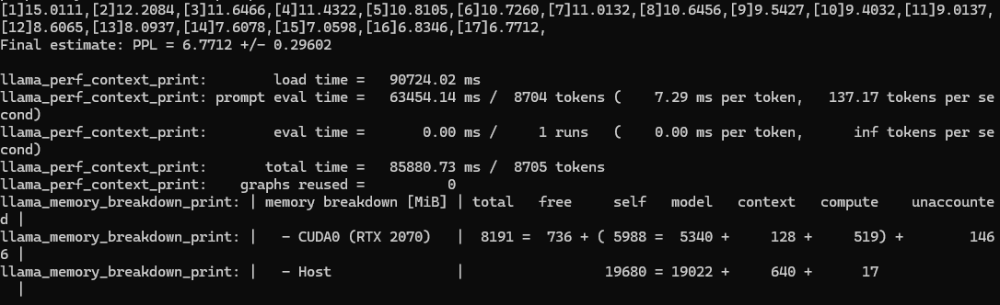 [1]15.0111,[2]12.2084,[3]11.6466,[4]11.4322,[5]10.8105,[6]10.7260,[7]11.0132,[8]10.6456,[9]9.5427,[10]9.4032,[11]9.0137,
[12]8.6065,[13]8.0937,[14]7.6078,[15]7.0598,[16]6.8346,[17]6.7712,
Final estimate: PPL = 6.7712 +/- 0.29602
llama_perf_context_print:        load time =   90724.02 ms
llama_perf_context_print: prompt eval time =   63454.14 ms /  8704 tokens (    7.29 ms per token,   137.17 tokens per se
cond)
llama_perf_context_print:        eval time =       0.00 ms /     1 runs   (    0.00 ms per token,      inf tokens per se
cond)
llama_perf_context_print:       total time =   85880.73 ms /  8705 tokens
llama_perf_context_print:    graphs reused =          0
llama_memory_breakdown_print: | memory breakdown [MiB] | total   free     self   model   context   compute    unaccounte
d |
llama_memory_breakdown_print: |   - CUDA0 (RTX 2070)   |  8191 =  736 + ( 5988 =  5340 +     128 +     519) +        146
6 |
llama_memory_breakdown_print: |   - Host               |                 19680 = 19022 +     640 +      17
  |